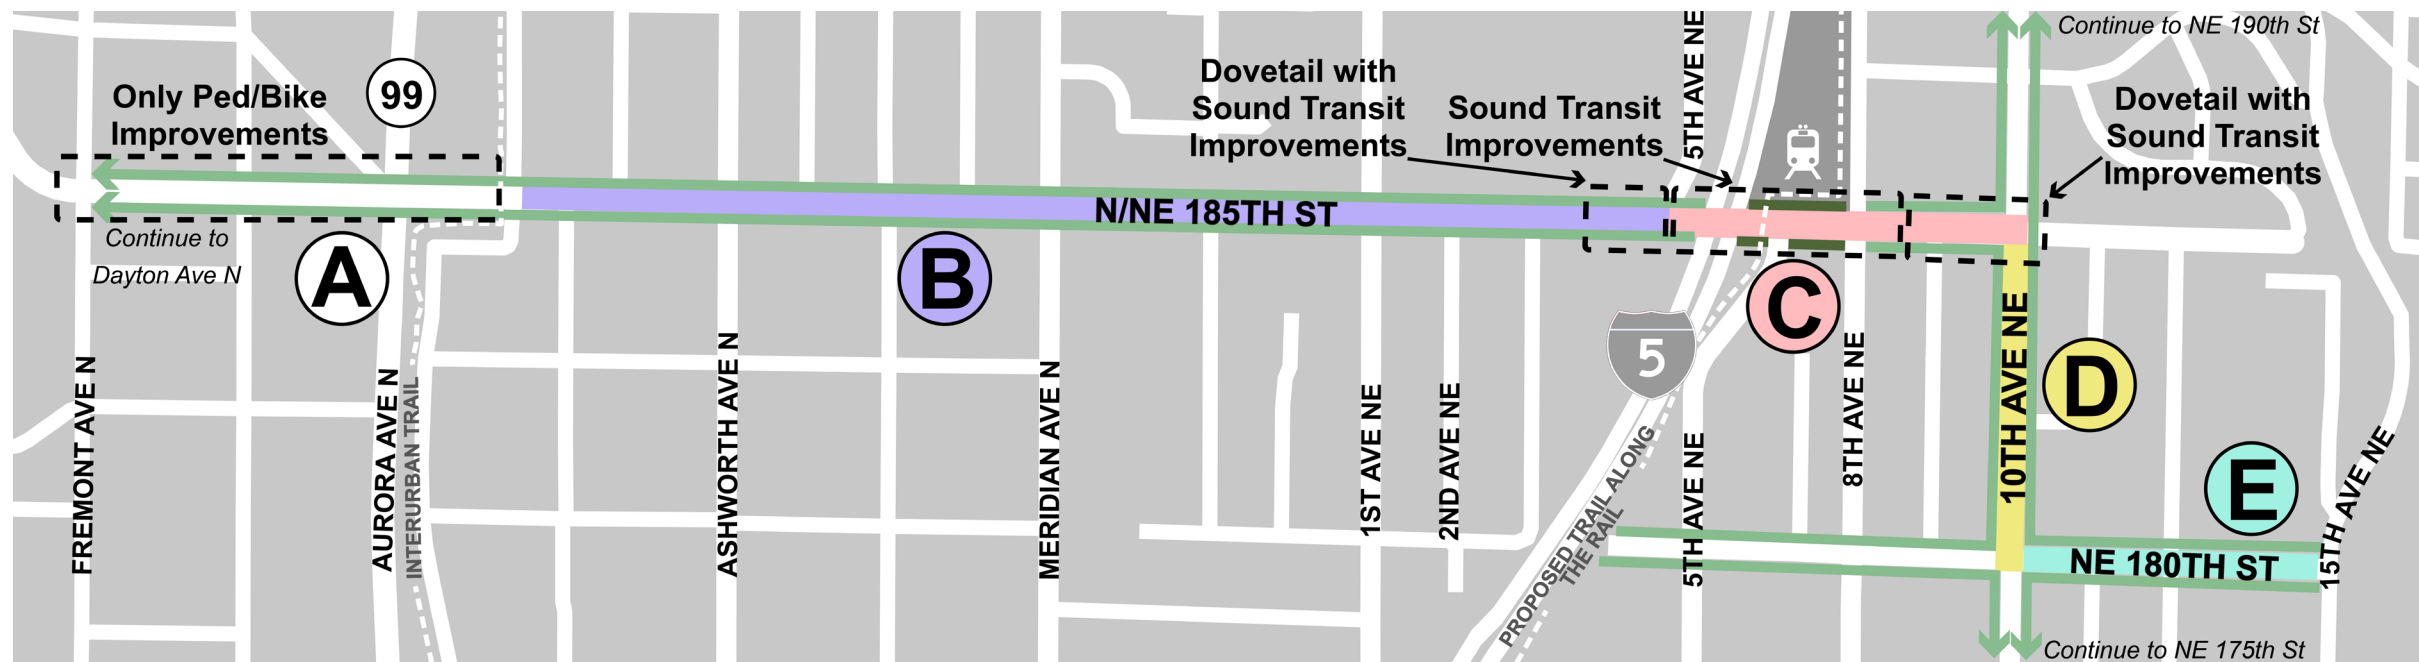 Continue to NE 190th St
Only Ped/Bike
Improvements
99
Dovetail with
Sound Transit
Improvements
Sound Transit
Improvements
5TH AVE NE
Dovetail with
Sound Transit
Improvements
N/NE 185TH ST
Continue to
Dayton Ave N
A
B
C
D
E
5
FREMONT AVE N
AURORA AVE N
INTERURBAN TRAIL
ASHWORTH AVE N
MERIDIAN AVE N
1ST AVE NE
2ND AVE NE
PROPOSED TRAIL ALONG
THE RAIL
5TH AVE NE
8TH AVE NE
10TH AVE NE
15TH AVE NE
NE 180TH ST
Continue to NE 175th St